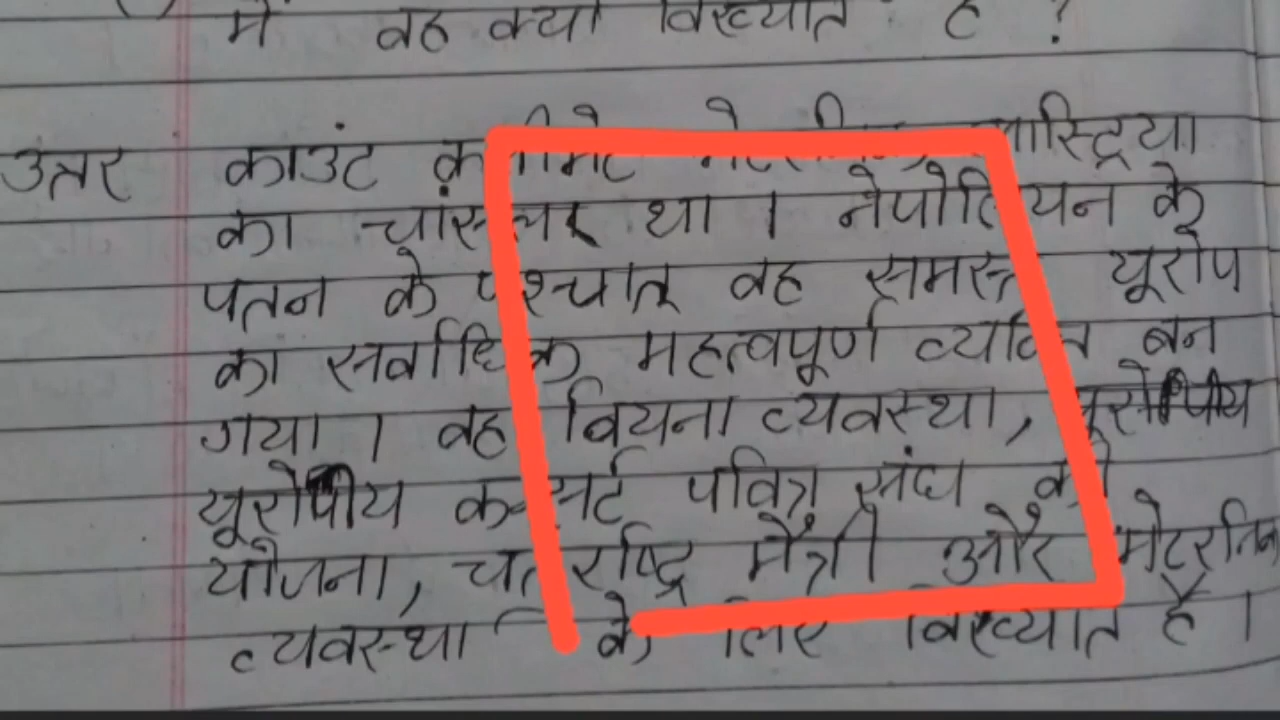 में वह क्यों विख्यात है ?
उत्तर काउंट आस्ट्रिया
का चांसलर था । नेपोलियन के
पतन के पश्चात् वह समस्त यूरोप
का सर्वाधिक महत्वपूर्ण व्यक्ति बन
गया । वह वियना व्यवस्था, यूरोपीय
यूरोपीय कन्सर्ट पवित्र संघ की
योजना, चतुर्राष्ट्र मैत्री और मेटरनिक
व्यवस्था के लिए विख्यात है ।